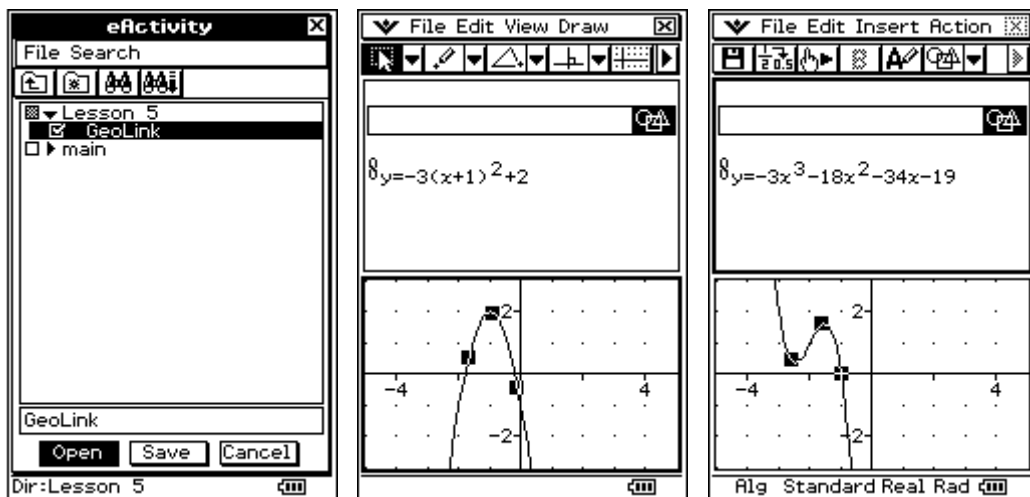 eActivity
File Search
Lesson 5
GeoLink
main
GeoLink
Open Save Cancel
Dir:Lesson 5
File Edit View Draw
y=-3(x+1)²+2
2
-4 4
-2
File Edit Insert Action
y=-3x³-18x²-34x-19
2
-4 4
-2
Alg Standard Real Rad